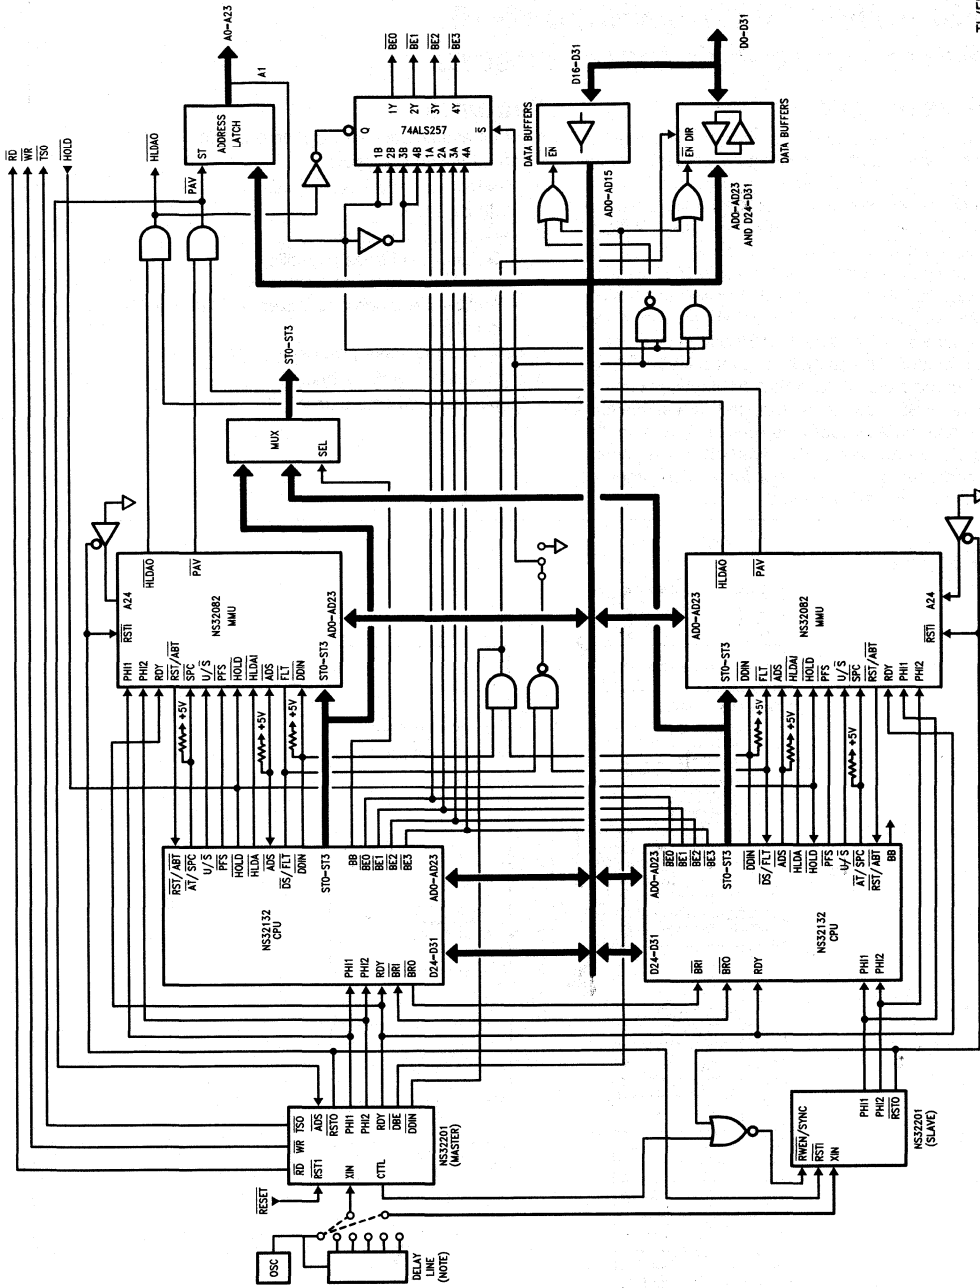 RD
WR
TSO
HOLD
HLDAO
PAV
ST
ADDRESS
LATCH
A0-A23
A1
Q
1B
2B
3B
4B
1A
2A
3A
4A
74ALS257
1Y
2Y
3Y
4Y
S
BE0
BE1
BE2
BE3
DATA BUFFERS
EN
D16-D31
AD0-AD15
D0-D31
EN DIR
DATA BUFFERS
AD0-AD23
AND D24-D31
MUX
SEL
ST0-ST3
A24
RSTI
HLDAO
PAV
NS32082
MMU
PHI1
PHI2
RDY
RST/ABT
SPC
U/S
PFS
HOLD
HLDAI
ADS
FLT
DDIN
ST0-ST3
AD0-AD23
+5V
+5V
+5V
RST/ABT
AT/SPC
U/S
PFS
HOLD
HLDA
ADS
DS/FLT
DDIN
ST0-ST3
BB
BE0
BE1
BE2
BE3
AD0-AD23
NS32132
CPU
PHI1
PHI2
RDY
BRI
BRO
D24-D31
HLDAO
PAV
AD0-AD23
NS32082
MMU
A24
RSTI
ST0-ST3
DDIN
FLT
ADS
HLDAI
HOLD
PFS
U/S
SPC
RST/ABT
RDY
PHI1
PHI2
+5V
+5V
+5V
AD0-AD23
BE0
BE1
BE2
BE3
ST0-ST3
DDIN
DS/FLT
ADS
HLDA
HOLD
PFS
U/S
AT/SPC
RST/ABT
BB
D24-D31
NS32132
CPU
BRI
BRO
RDY
PHI1
PHI2
RD
WR
TSO
RST1
XIN
CTTL
ADS
RSTO
PHI1
PHI2
RDY
DBE
DDIN
NS32201
(MASTER)
RESET
OSC
DELAY
LINE
(NOTE)
RWEN/SYNC
RSTI
XIN
PHI1
PHI2
RSTO
NS32201
(SLAVE)